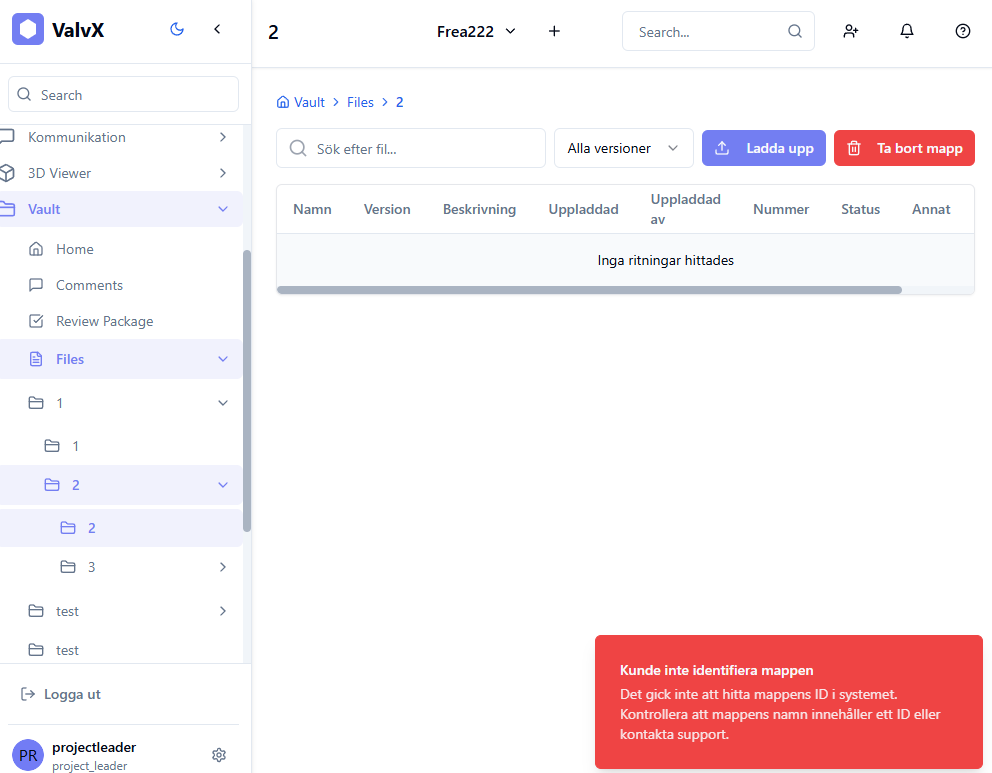 ValvX
2
Frea222
Search...
Search
Kommunikation
3D Viewer
Vault
Home
Comments
Review Package
Files
1
1
2
2
3
test
test
Logga ut
PR
projectleader
project_leader
Vault > Files > 2
Sök efter fil...
Alla versioner
Ladda upp
Ta bort mapp
Namn Version Beskrivning Uppladdad Uppladdad av Nummer Status Annat
Inga ritningar hittades
Kunde inte identifiera mappen
Det gick inte att hitta mappens ID i systemet.
Kontrollera att mappens namn innehåller ett ID eller
kontakta support.